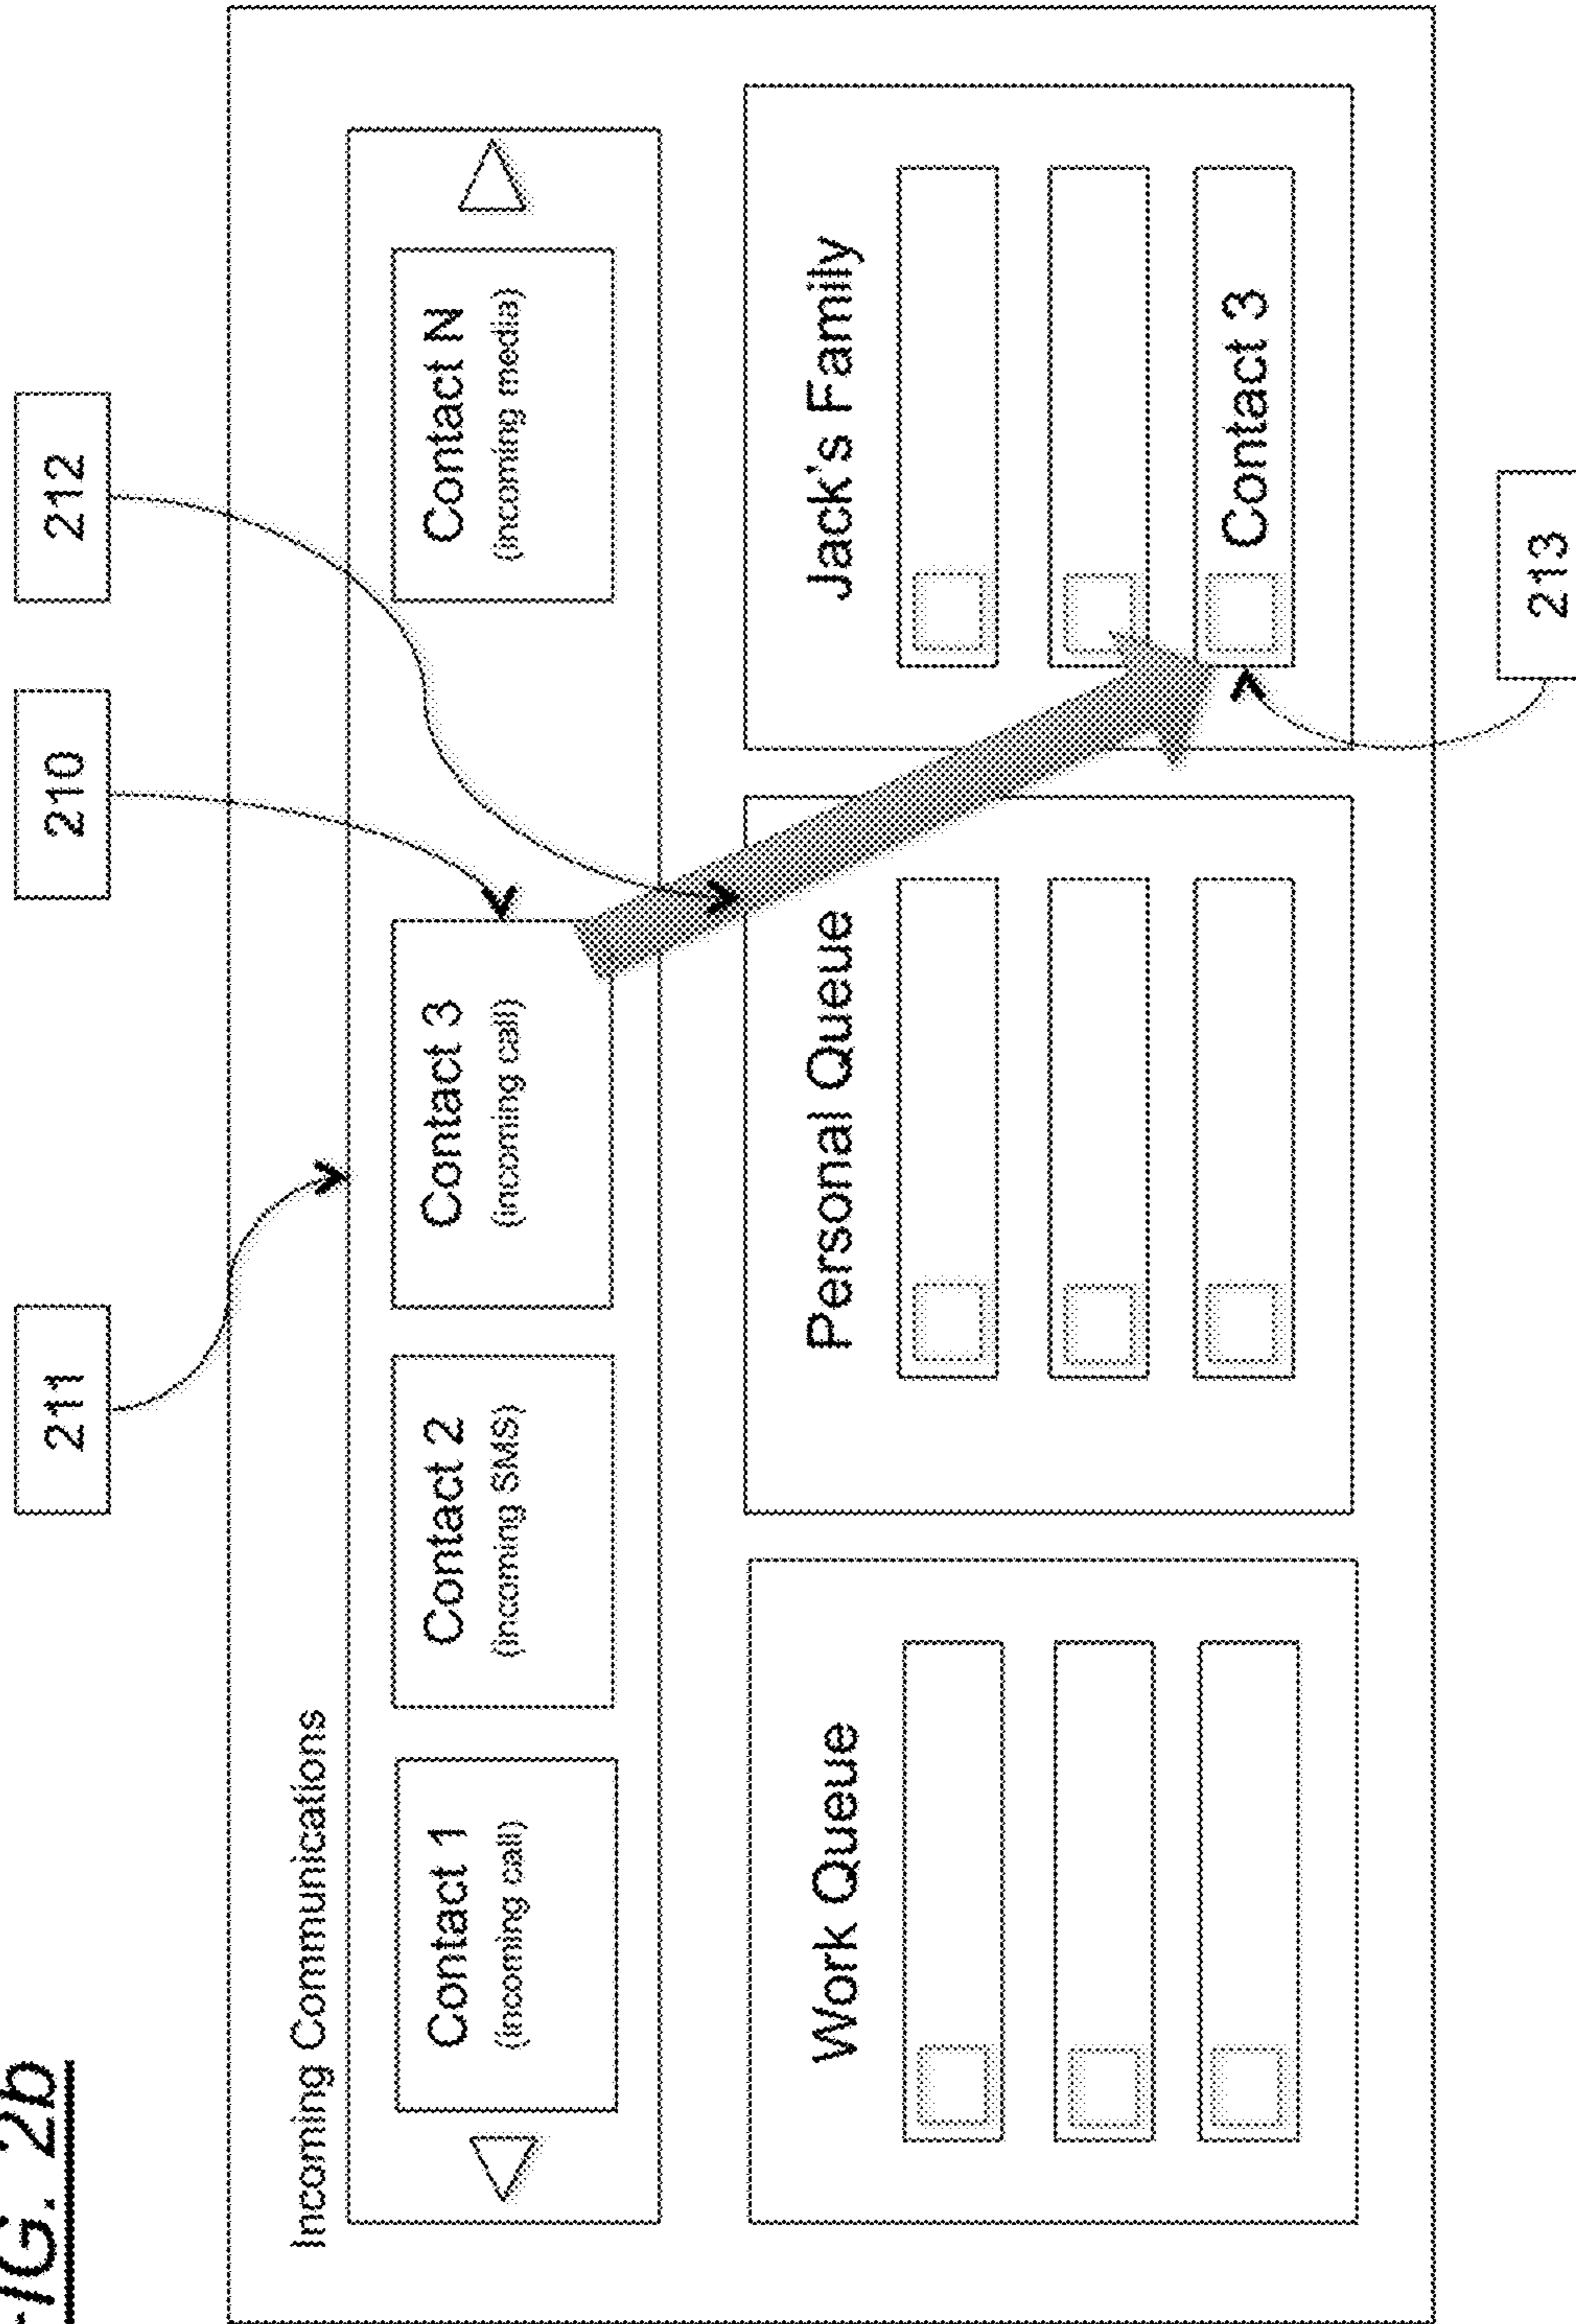 FIG. 2b
211
210
212
Incoming Communications
Contact 1
(incoming call)
Contact 2
(incoming SMS)
Contact 3
(incoming call)
Contact N
(incoming media)
Work Queue
Personal Queue
Jack's Family
Contact 3
213